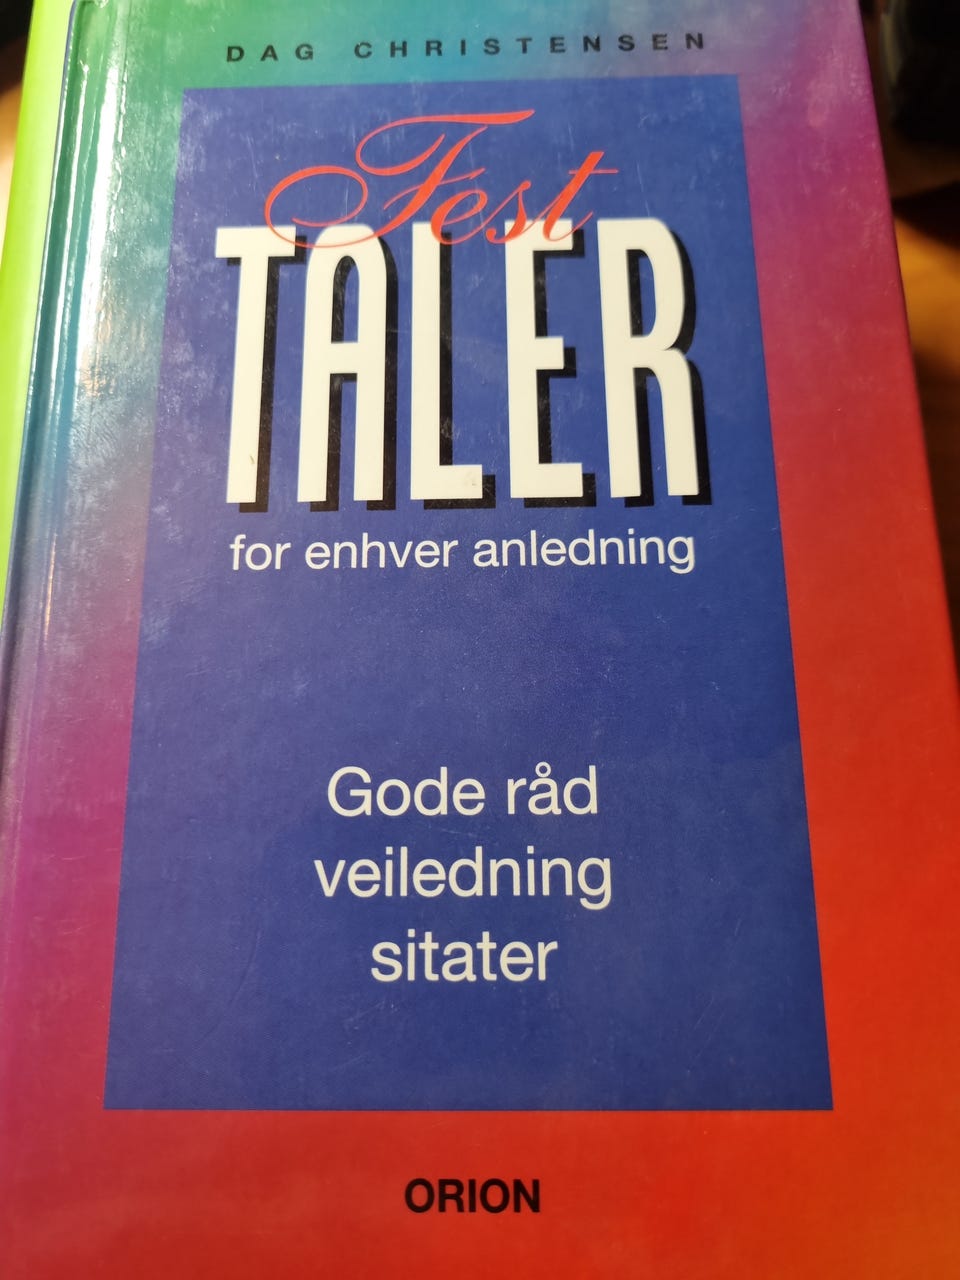 DAG CHRISTENSEN
Fest
TALER
for enhver anledning
Gode råd
veiledning
sitater
ORION